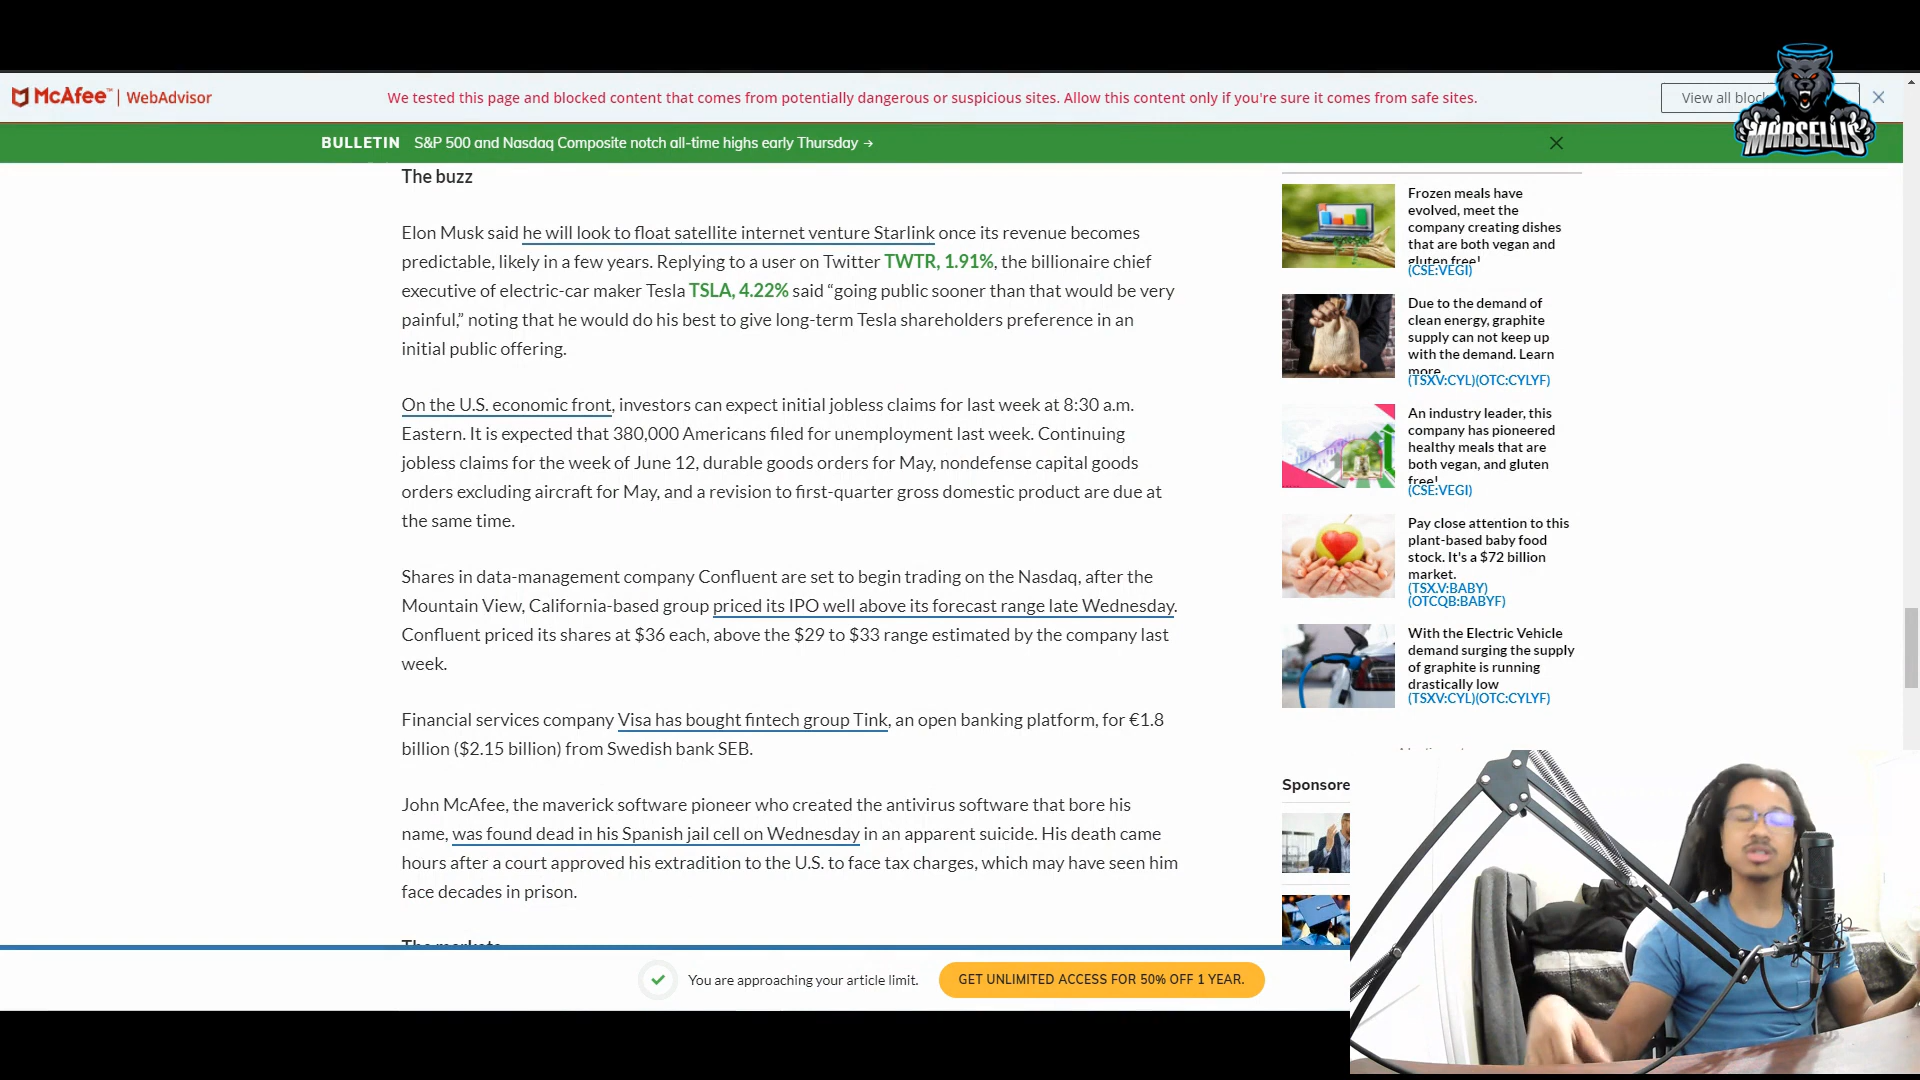 McAfee™ | WebAdvisor
We tested this page and blocked content that comes from potentially dangerous or suspicious sites. Allow this content only if you're sure it comes from safe sites.
View all bloc
MARSELLIS
BULLETIN S&P 500 and Nasdaq Composite notch all-time highs early Thursday →
The buzz
Elon Musk said he will look to float satellite internet venture Starlink once its revenue becomes
predictable, likely in a few years. Replying to a user on Twitter TWTR, 1.91%, the billionaire chief
executive of electric-car maker Tesla TSLA, 4.22% said “going public sooner than that would be very
painful,” noting that he would do his best to give long-term Tesla shareholders preference in an
initial public offering.
On the U.S. economic front, investors can expect initial jobless claims for last week at 8:30 a.m.
Eastern. It is expected that 380,000 Americans filed for unemployment last week. Continuing
jobless claims for the week of June 12, durable goods orders for May, nondefense capital goods
orders excluding aircraft for May, and a revision to first-quarter gross domestic product are due at
the same time.
Shares in data-management company Confluent are set to begin trading on the Nasdaq, after the
Mountain View, California-based group priced its IPO well above its forecast range late Wednesday.
Confluent priced its shares at $36 each, above the $29 to $33 range estimated by the company last
week.
Financial services company Visa has bought fintech group Tink, an open banking platform, for €1.8
billion ($2.15 billion) from Swedish bank SEB.
John McAfee, the maverick software pioneer who created the antivirus software that bore his
name, was found dead in his Spanish jail cell on Wednesday in an apparent suicide. His death came
hours after a court approved his extradition to the U.S. to face tax charges, which may have seen him
face decades in prison.
The markets
Frozen meals have
evolved, meet the
company creating dishes
that are both vegan and
gluten free!
(CSE:VEGI)
Due to the demand of
clean energy, graphite
supply can not keep up
with the demand. Learn
more
(TSXV:CYL)(OTC:CYLYF)
An industry leader, this
company has pioneered
healthy meals that are
both vegan, and gluten
free!
(CSE:VEGI)
Pay close attention to this
plant-based baby food
stock. It's a $72 billion
market.
(TSX.V:BABY)
(OTCQB:BABYF)
With the Electric Vehicle
demand surging the supply
of graphite is running
drastically low
(TSXV:CYL)(OTC:CYLYF)
Sponsore
You are approaching your article limit.
GET UNLIMITED ACCESS FOR 50% OFF 1 YEAR.